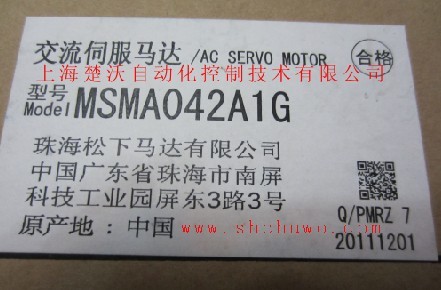 交流伺服马达 /AC SERVO MOTOR 合格
上海楚沃自动化控制技术有限公司
型号
Model MSMA042A1G
珠海松下马达有限公司
中国广东省珠海市南屏
科技工业园屏东3路3号
Q/PMRZ 7
原产地: 中国 www.shchuwo.com
20111201